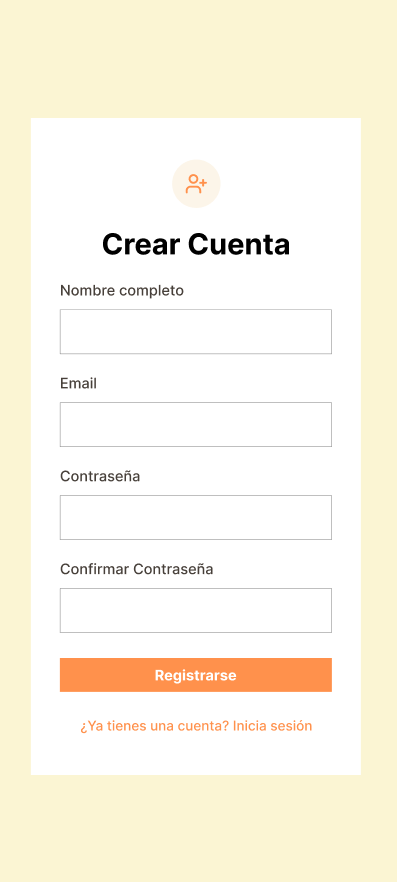 Crear Cuenta
Nombre completo
Email
Contraseña
Confirmar Contraseña
Registrarse
¿Ya tienes una cuenta? Inicia sesión